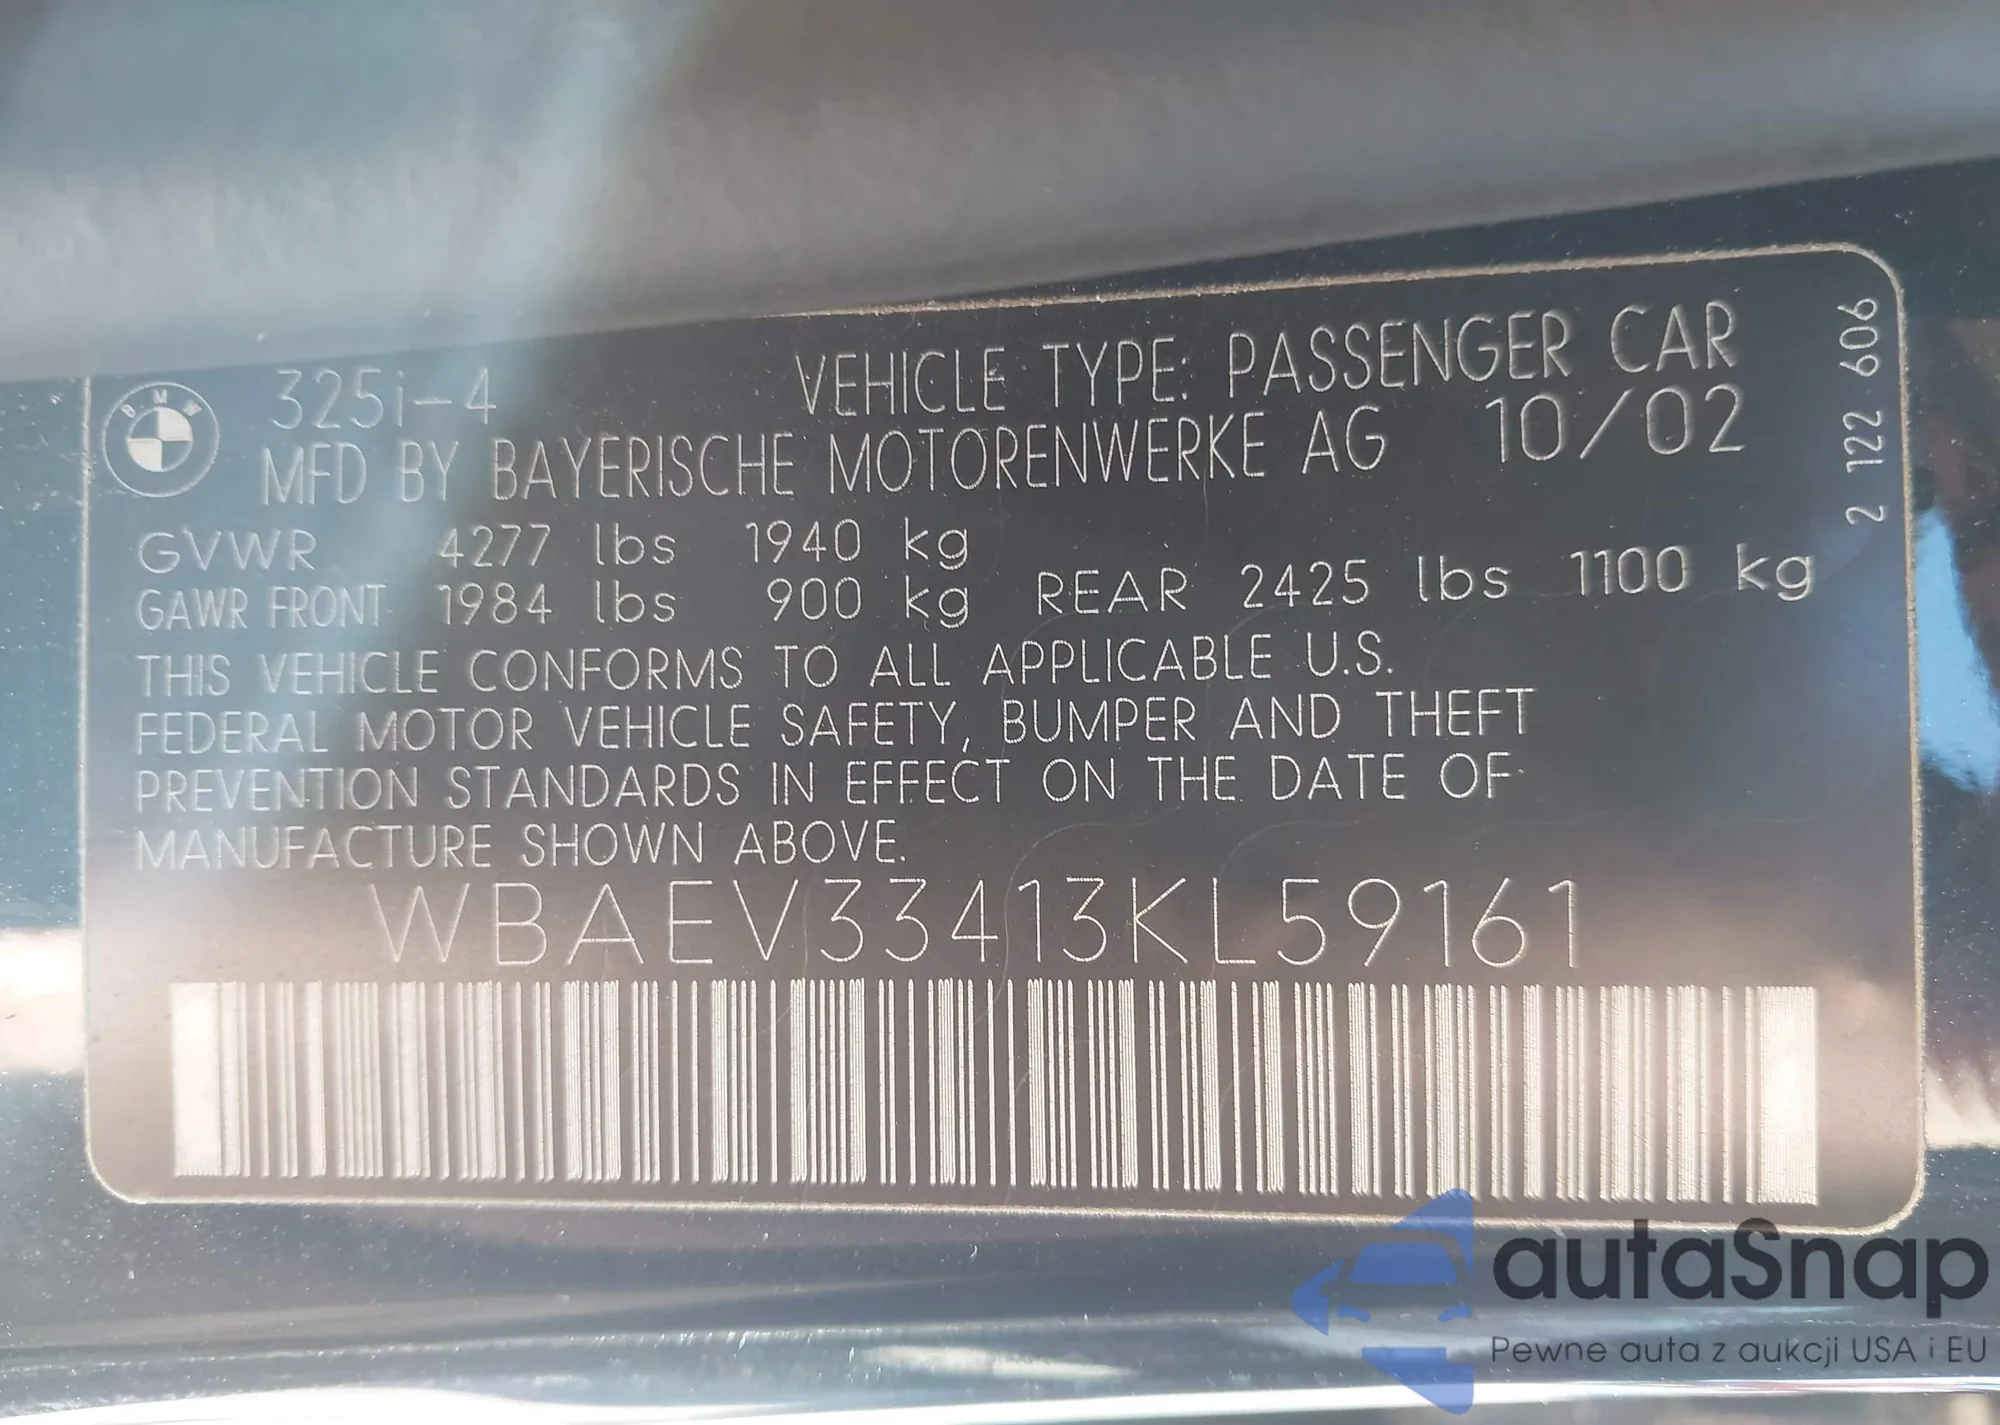 BMW
325i-4 VEHICLE TYPE: PASSENGER CAR
MFD BY BAYERISCHE MOTORENWERKE AG 10/02
GVWR 4277 lbs 1940 kg
GAWR FRONT 1984 lbs 900 kg REAR 2425 lbs 1100 kg
THIS VEHICLE CONFORMS TO ALL APPLICABLE U.S.
FEDERAL MOTOR VEHICLE SAFETY, BUMPER AND THEFT
PREVENTION STANDARDS IN EFFECT ON THE DATE OF
MANUFACTURE SHOWN ABOVE.
WBAEV33413KL59161
2 122 606
autaSnap
Pewne auta z aukcji USA i EU